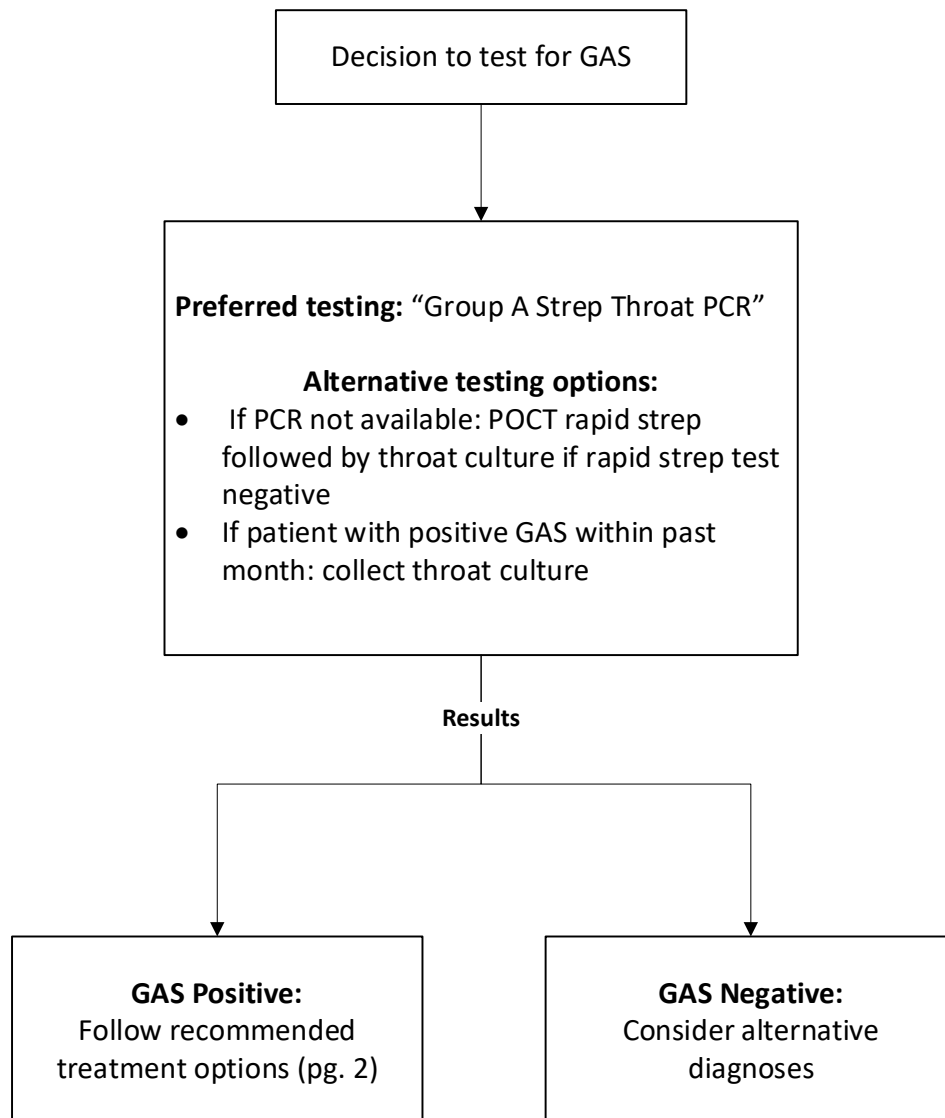 Decision to test for GAS
Preferred testing: “Group A Strep Throat PCR”
Alternative testing options:
• If PCR not available: POCT rapid strep
followed by throat culture if rapid strep test
negative
• If patient with positive GAS within past
month: collect throat culture
Results
GAS Positive:
Follow recommended
treatment options (pg. 2)
GAS Negative:
Consider alternative
diagnoses